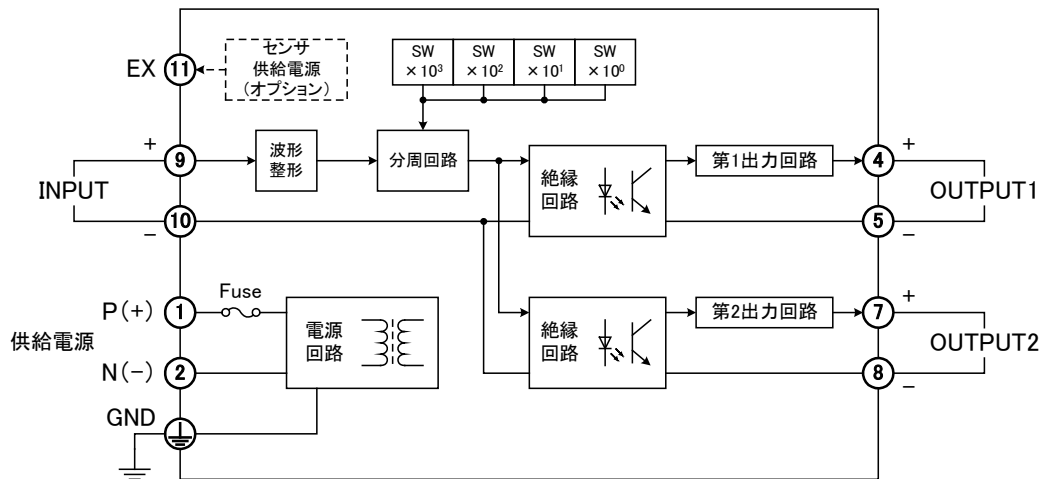 センサ
供給電源
(オプション)
EX
11
SW
×10³
SW
×10²
SW
×10¹
SW
×10⁰
+
9
波形
整形
分周回路
絶縁
回路
第1出力回路
4
+
INPUT
OUTPUT1
10
−
5
−
Fuse
P(+)
1
電源
回路
絶縁
回路
第2出力回路
7
+
供給電源
OUTPUT2
N(−)
2
8
−
GND